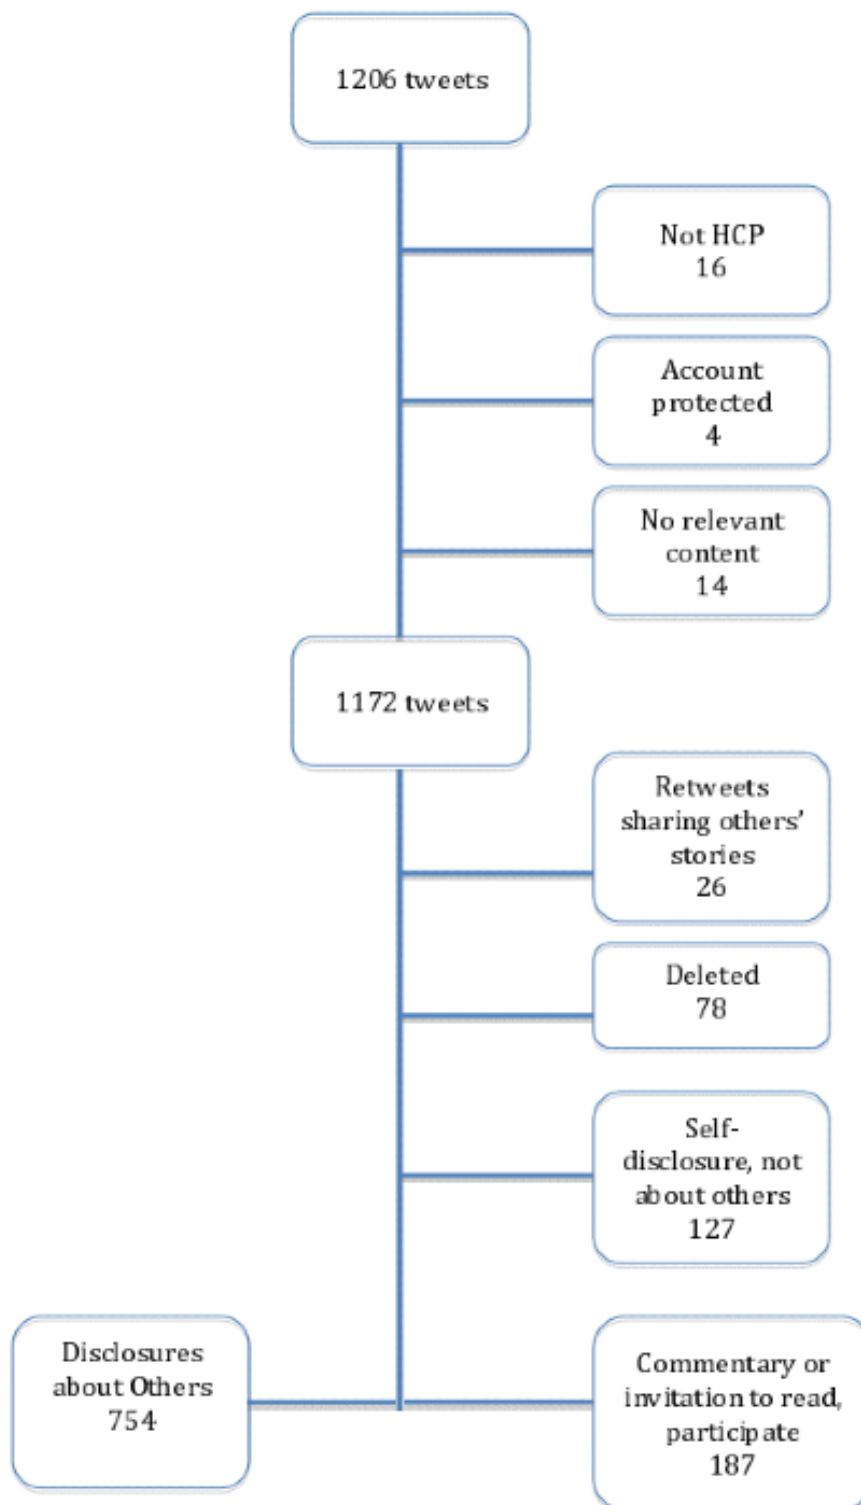 1206 tweets
Not HCP
16
Account
protected
4
No relevant
content
14
1172 tweets
Retweets
sharing others'
stories
26
Deleted
78
Self-
disclosure, not
about others
127
Disclosures
about Others
754
Commentary or
invitation to read,
participate
187